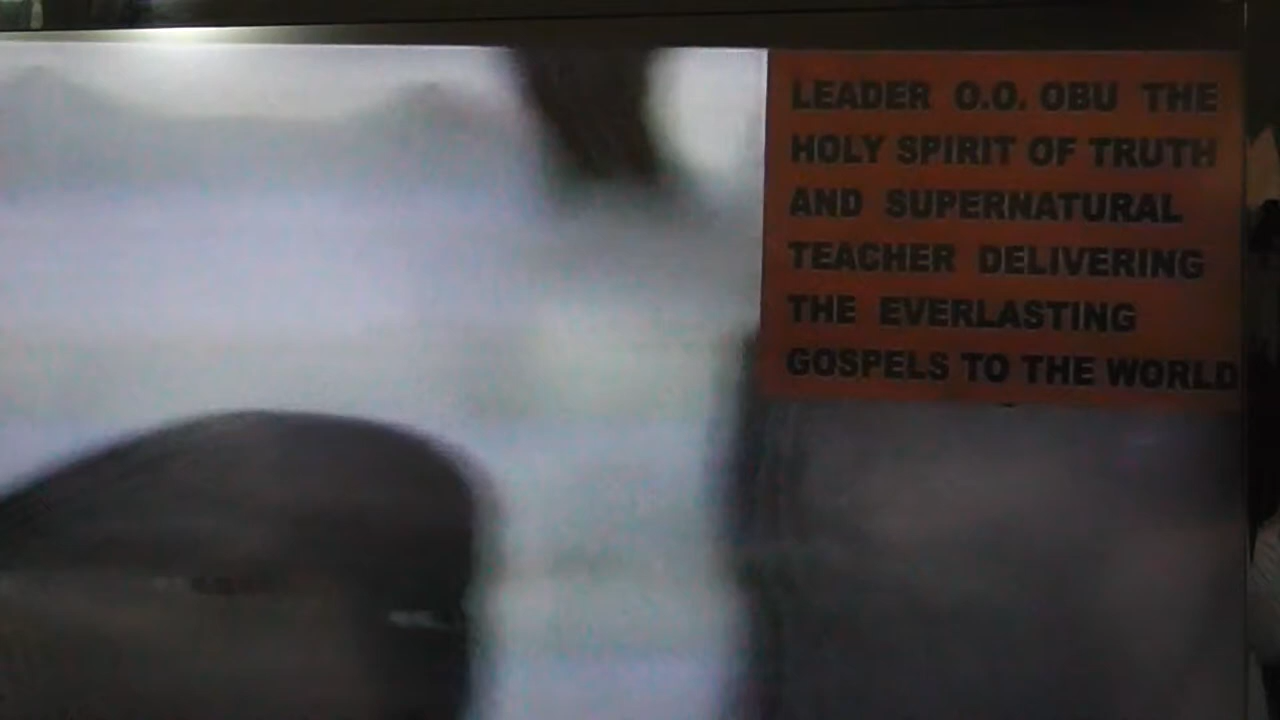 LEADER O.O. OBU THE
HOLY SPIRIT OF TRUTH
AND SUPERNATURAL
TEACHER DELIVERING
THE EVERLASTING
GOSPELS TO THE WORLD